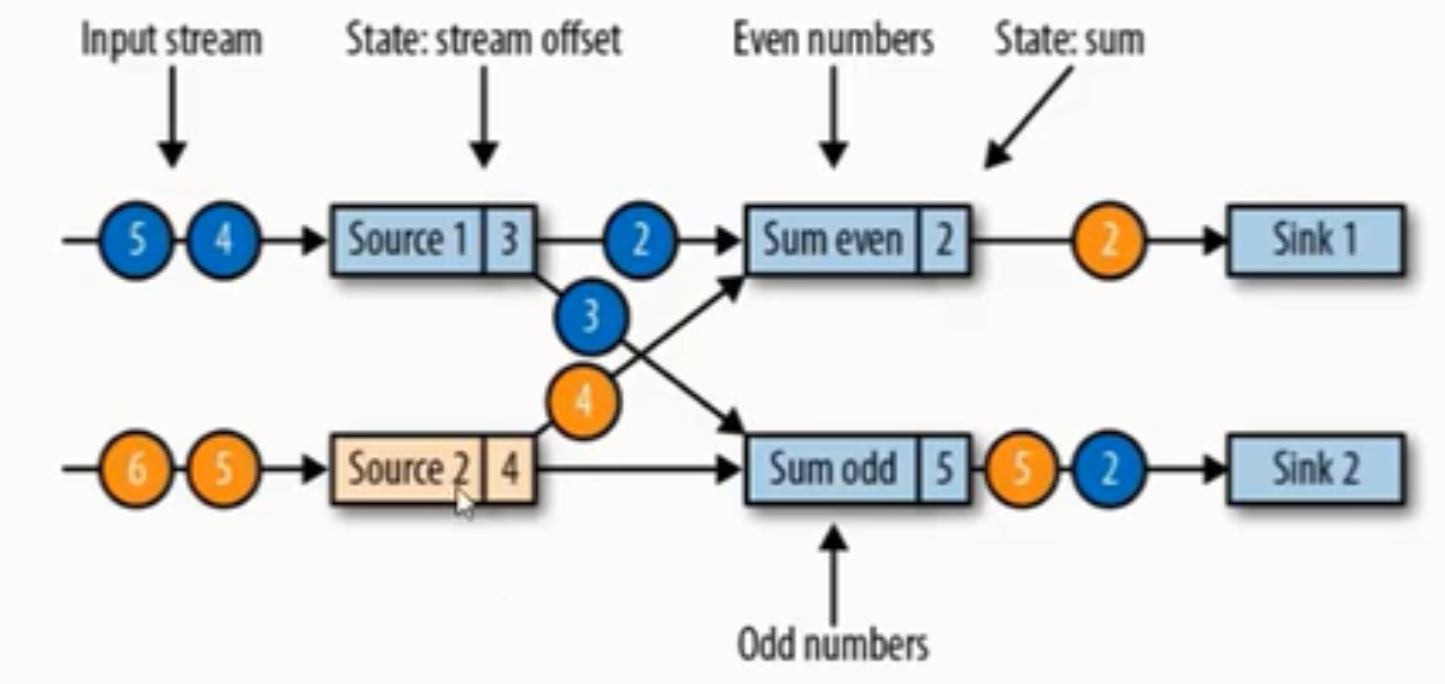 Input stream
State: stream offset
Even numbers
State: sum
5 4 Source 1 3 2 Sum even 2 2 Sink 1
3
4
6 5 Source 2 4 Sum odd 5 5 2 Sink 2
Odd numbers